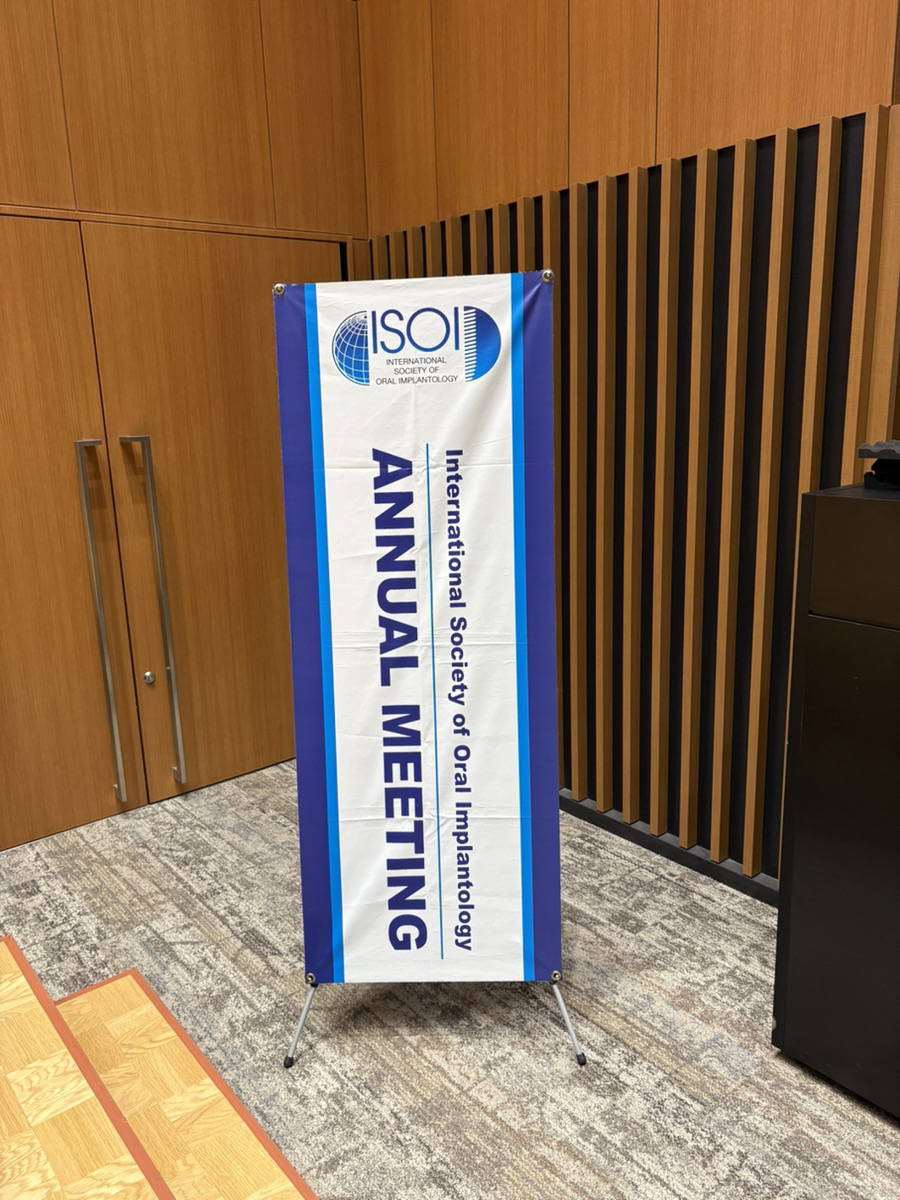 ISOI
INTERNATIONAL
SOCIETY OF
ORAL IMPLANTOLOGY
International Society of Oral Implantology
ANNUAL MEETING